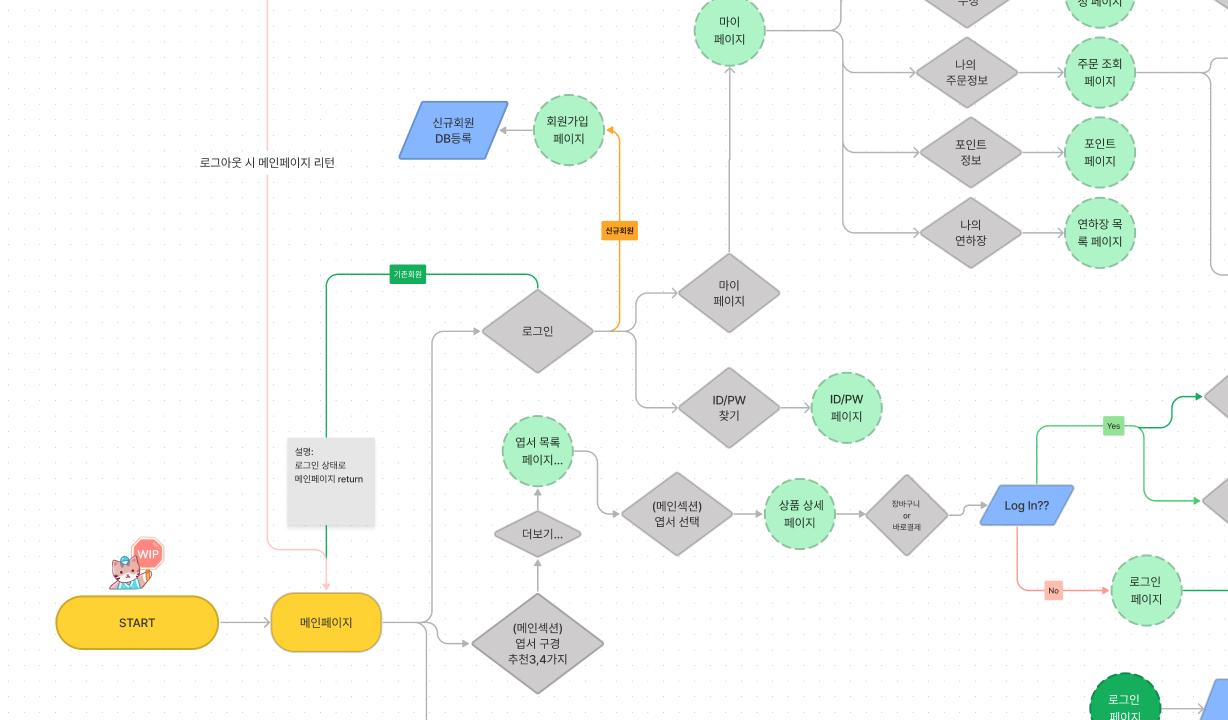 마이
페이지
수정
정 페이지
나의
주문정보
주문 조회
페이지
신규회원
DB등록
회원가입
페이지
로그아웃 시 메인페이지 리턴
포인트
정보
포인트
페이지
신규회원
나의
연하장
연하장 목
록 페이지
기존회원
마이
페이지
로그인
ID/PW
찾기
ID/PW
페이지
엽서 목록
페이지...
설명:
로그인 상태로
메인페이지 return
Yes
(메인섹션)
엽서 선택
상품 상세
페이지
장바구니
or
바로결제
Log In??
더보기...
WIP
No
로그인
페이지
START
메인페이지
(메인섹션)
엽서 구경
추천3,4가지
로그인
페이지